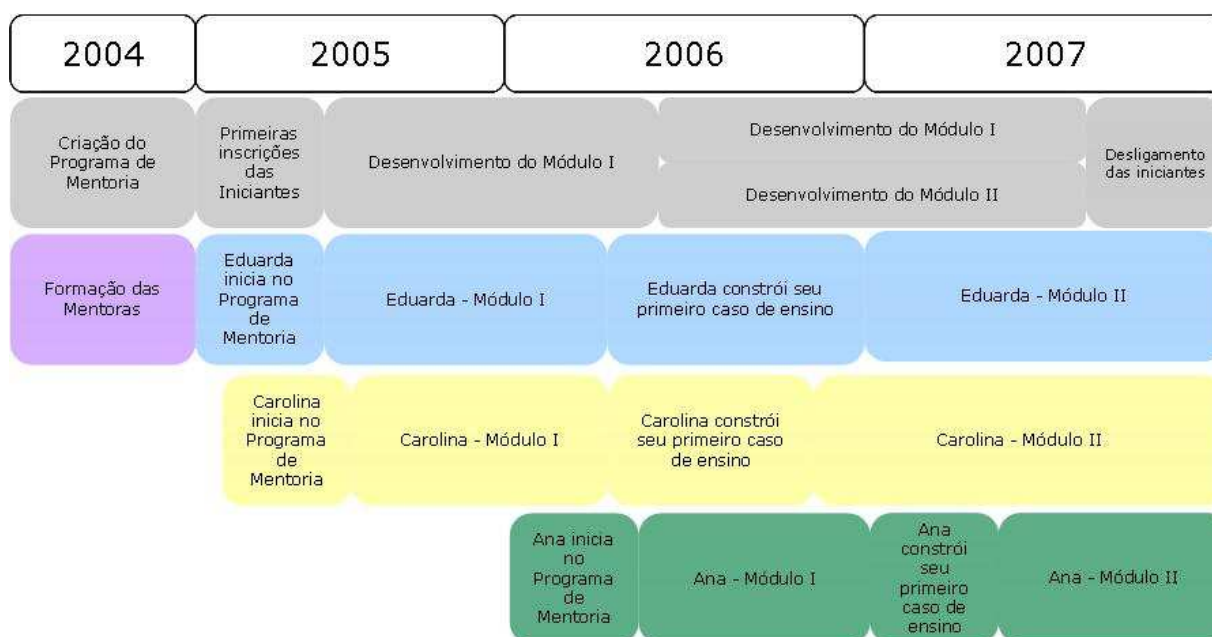 2004
2005
2006
2007
Criação do
Programa de
Mentoria
Primeiras
inscrições
das
Iniciantes
Desenvolvimento do Módulo I
Desenvolvimento do Módulo I
Desenvolvimento do Módulo II
Desligamento
das iniciantes
Formação das
Mentoras
Eduarda
inicia no
Programa
de
Mentoria
Eduarda - Módulo I
Eduarda constrói seu
primeiro caso de ensino
Eduarda - Módulo II
Carolina
inicia no
Programa
de
Mentoria
Carolina - Módulo I
Carolina constrói
seu primeiro caso
de ensino
Carolina - Módulo II
Ana inicia
no
Programa
de
Mentoria
Ana - Módulo I
Ana
constrói
seu
primeiro
caso de
ensino
Ana - Módulo II